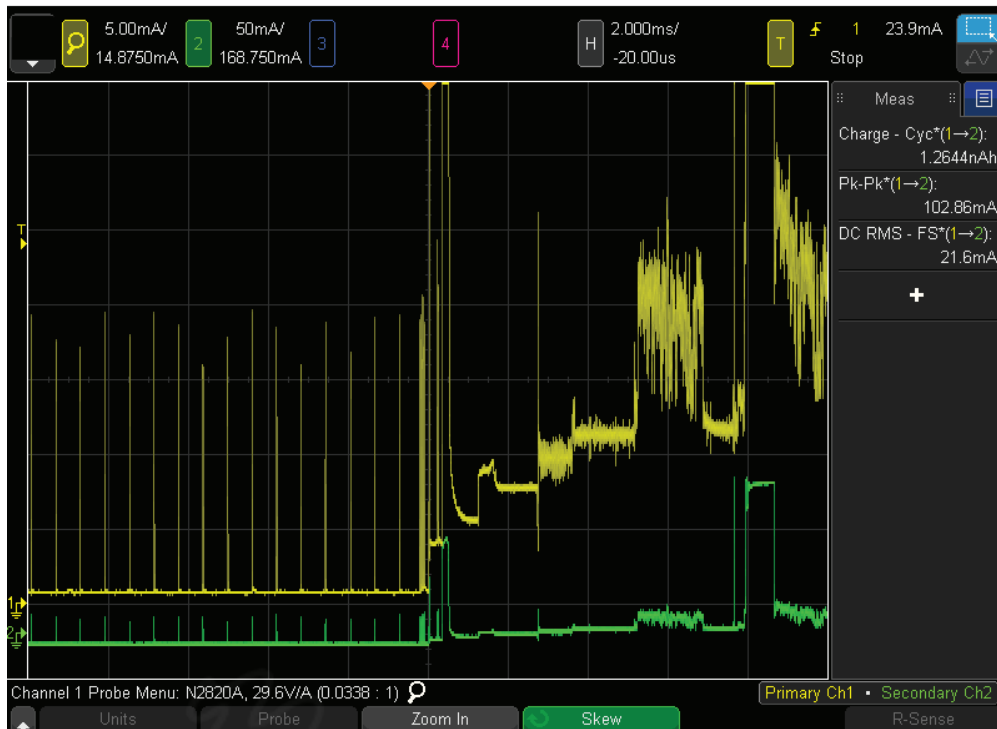 5.00mA/
14.8750mA
2
50mA/
168.750mA
3
4
H
2.000ms/
-20.00us
T
1
23.9mA
Stop
Meas
Charge - Cyc*(1→2):
1.2644nAh
Pk-Pk*(1→2):
102.86mA
DC RMS - FS*(1→2):
21.6mA
+
T
1
2
Channel 1 Probe Menu: N2820A, 29.6V/A (0.0338 : 1)
Primary Ch1 • Secondary Ch2
Units
Probe
Zoom In
Skew
R-Sense